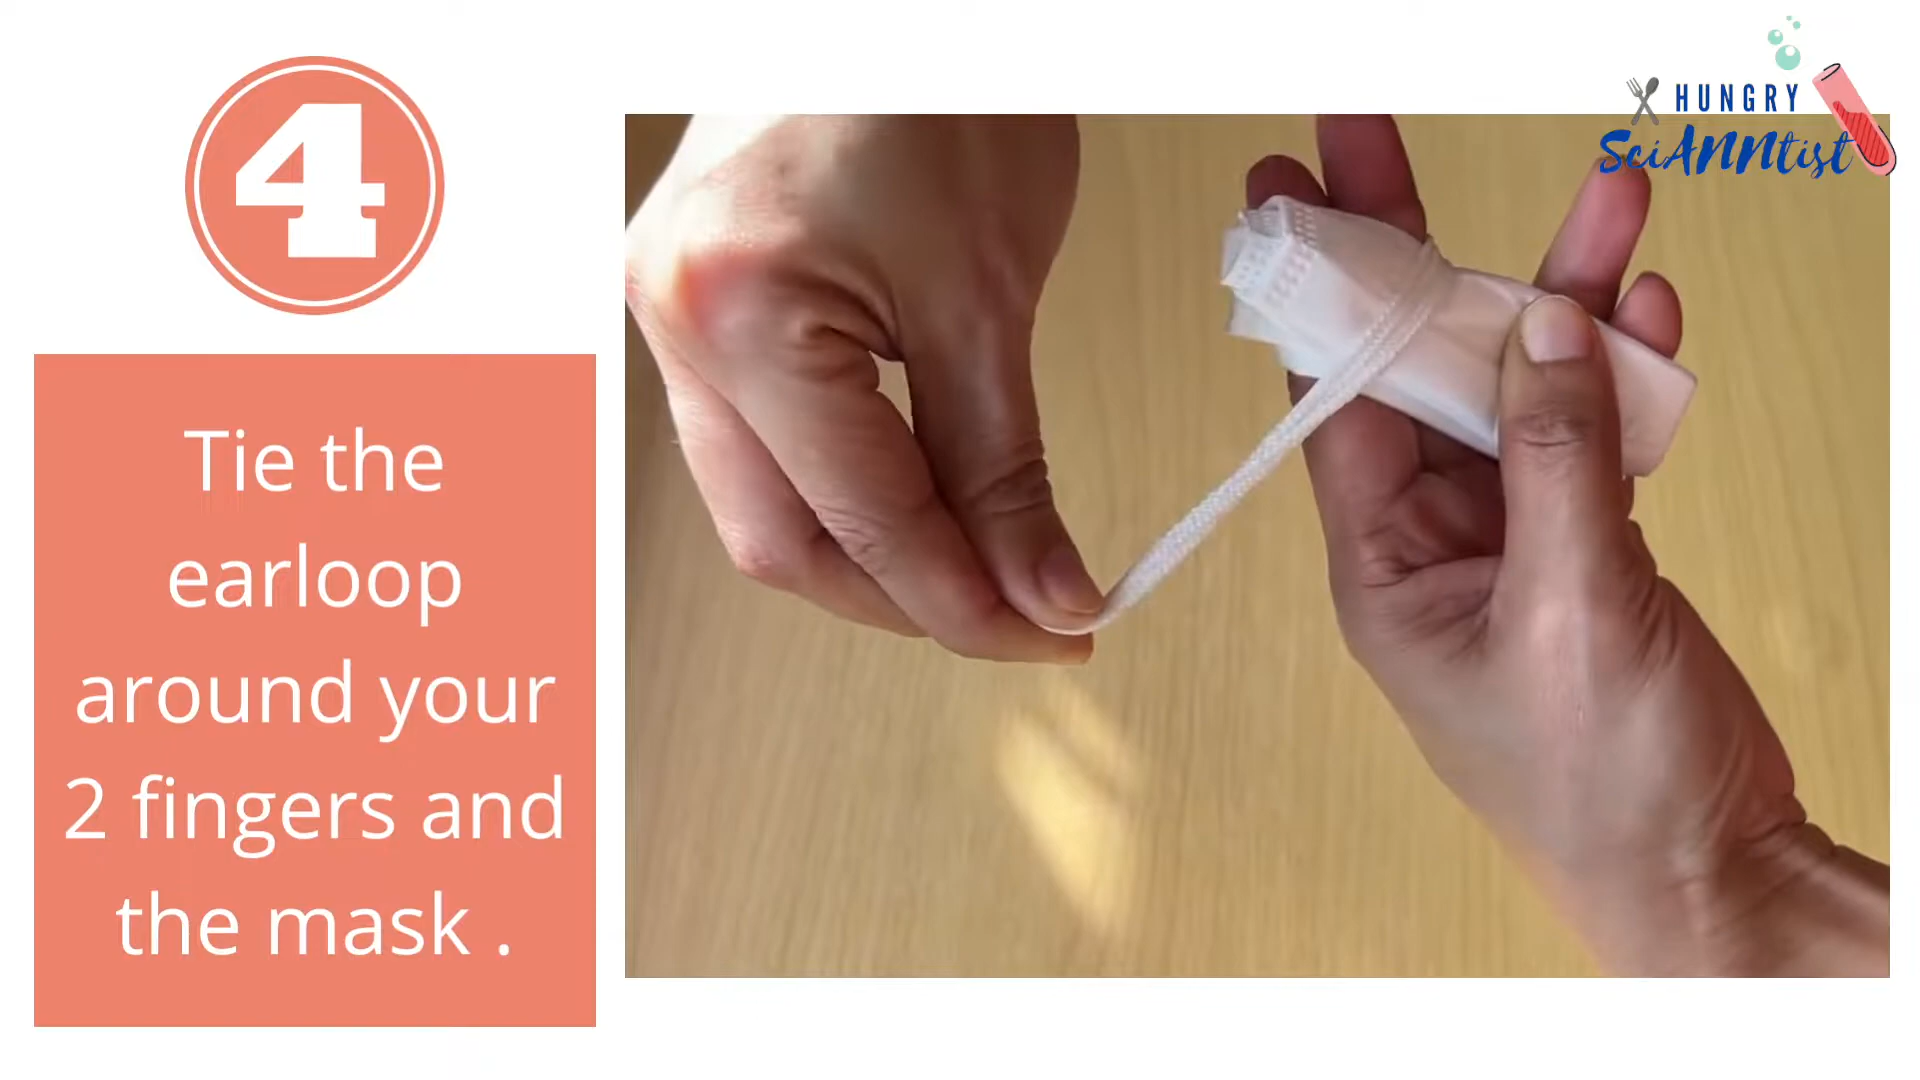 4
HUNGRY
SciANNtist
Tie the
earloop
around your
2 fingers and
the mask .